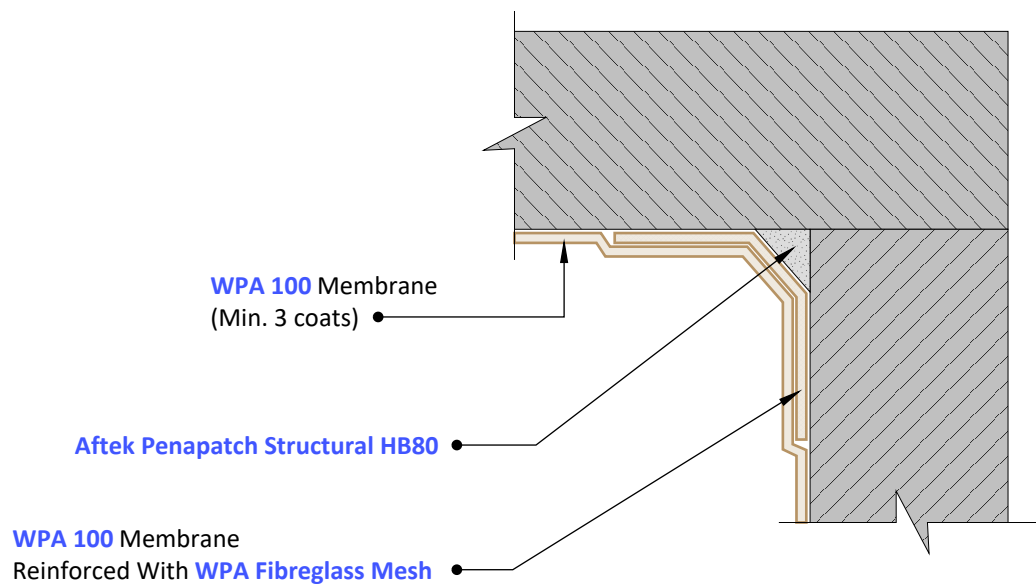 WPA 100 Membrane
(Min. 3 coats)
Aftek Penapatch Structural HB80
WPA 100 Membrane
Reinforced With WPA Fibreglass Mesh